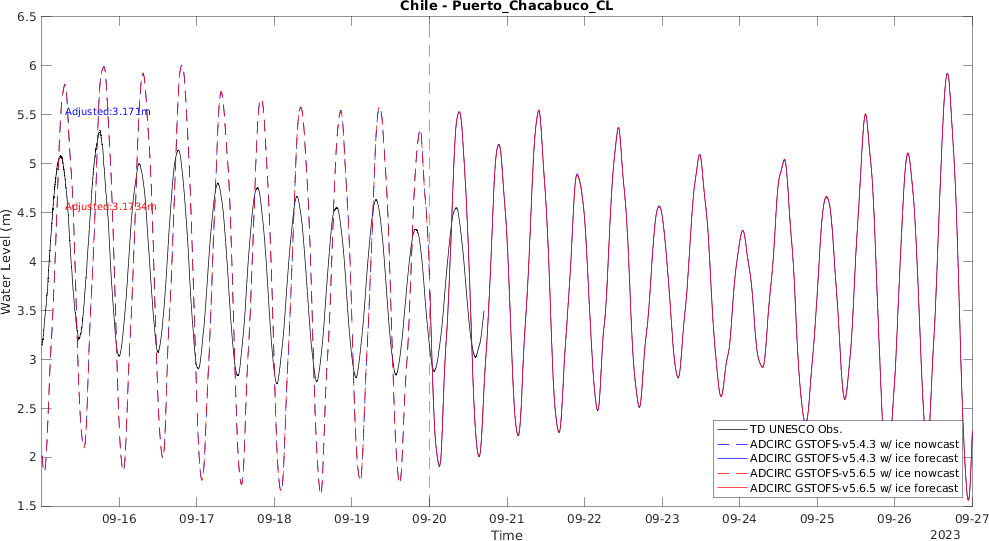 Chile - Puerto_Chacabuco_CL
6.5
6
5.5
5
4.5
4
3.5
3
2.5
2
1.5
Water Level (m)
Adjusted:3.171m
Adjusted:3.1734m
TD UNESCO Obs.
ADCIRC GSTOFS-v5.4.3 w/ ice nowcast
ADCIRC GSTOFS-v5.4.3 w/ ice forecast
ADCIRC GSTOFS-v5.6.5 w/ ice nowcast
ADCIRC GSTOFS-v5.6.5 w/ ice forecast
09-16 09-17 09-18 09-19 09-20 09-21 09-22 09-23 09-24 09-25 09-26 09-27
Time
2023